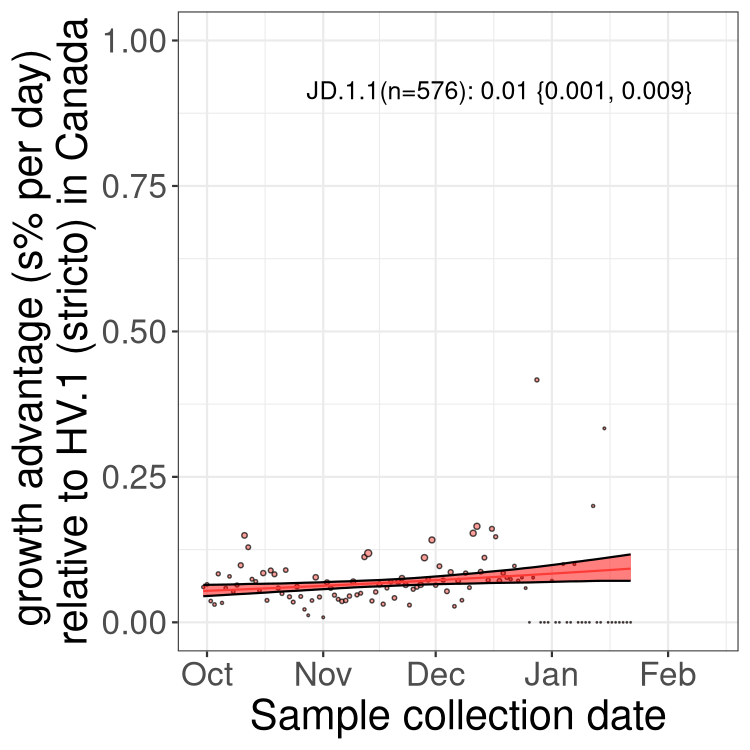 growth advantage (s% per day)
relative to HV.1 (stricto) in Canada
1.00
0.75
0.50
0.25
0.00
JD.1.1(n=576): 0.01 {0.001, 0.009}
Oct Nov Dec Jan Feb
Sample collection date